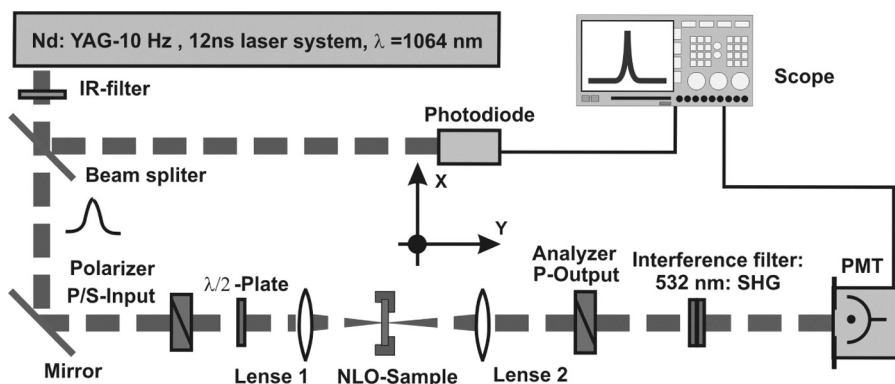 Nd: YAG-10 Hz , 12ns laser system, λ =1064 nm
IR-filter
Scope
Photodiode
Beam spliter
X
Y
Polarizer
P/S-Input
λ/2 -Plate
Analyzer
P-Output
Interference filter:
532 nm: SHG
PMT
Mirror
Lense 1
NLO-Sample
Lense 2